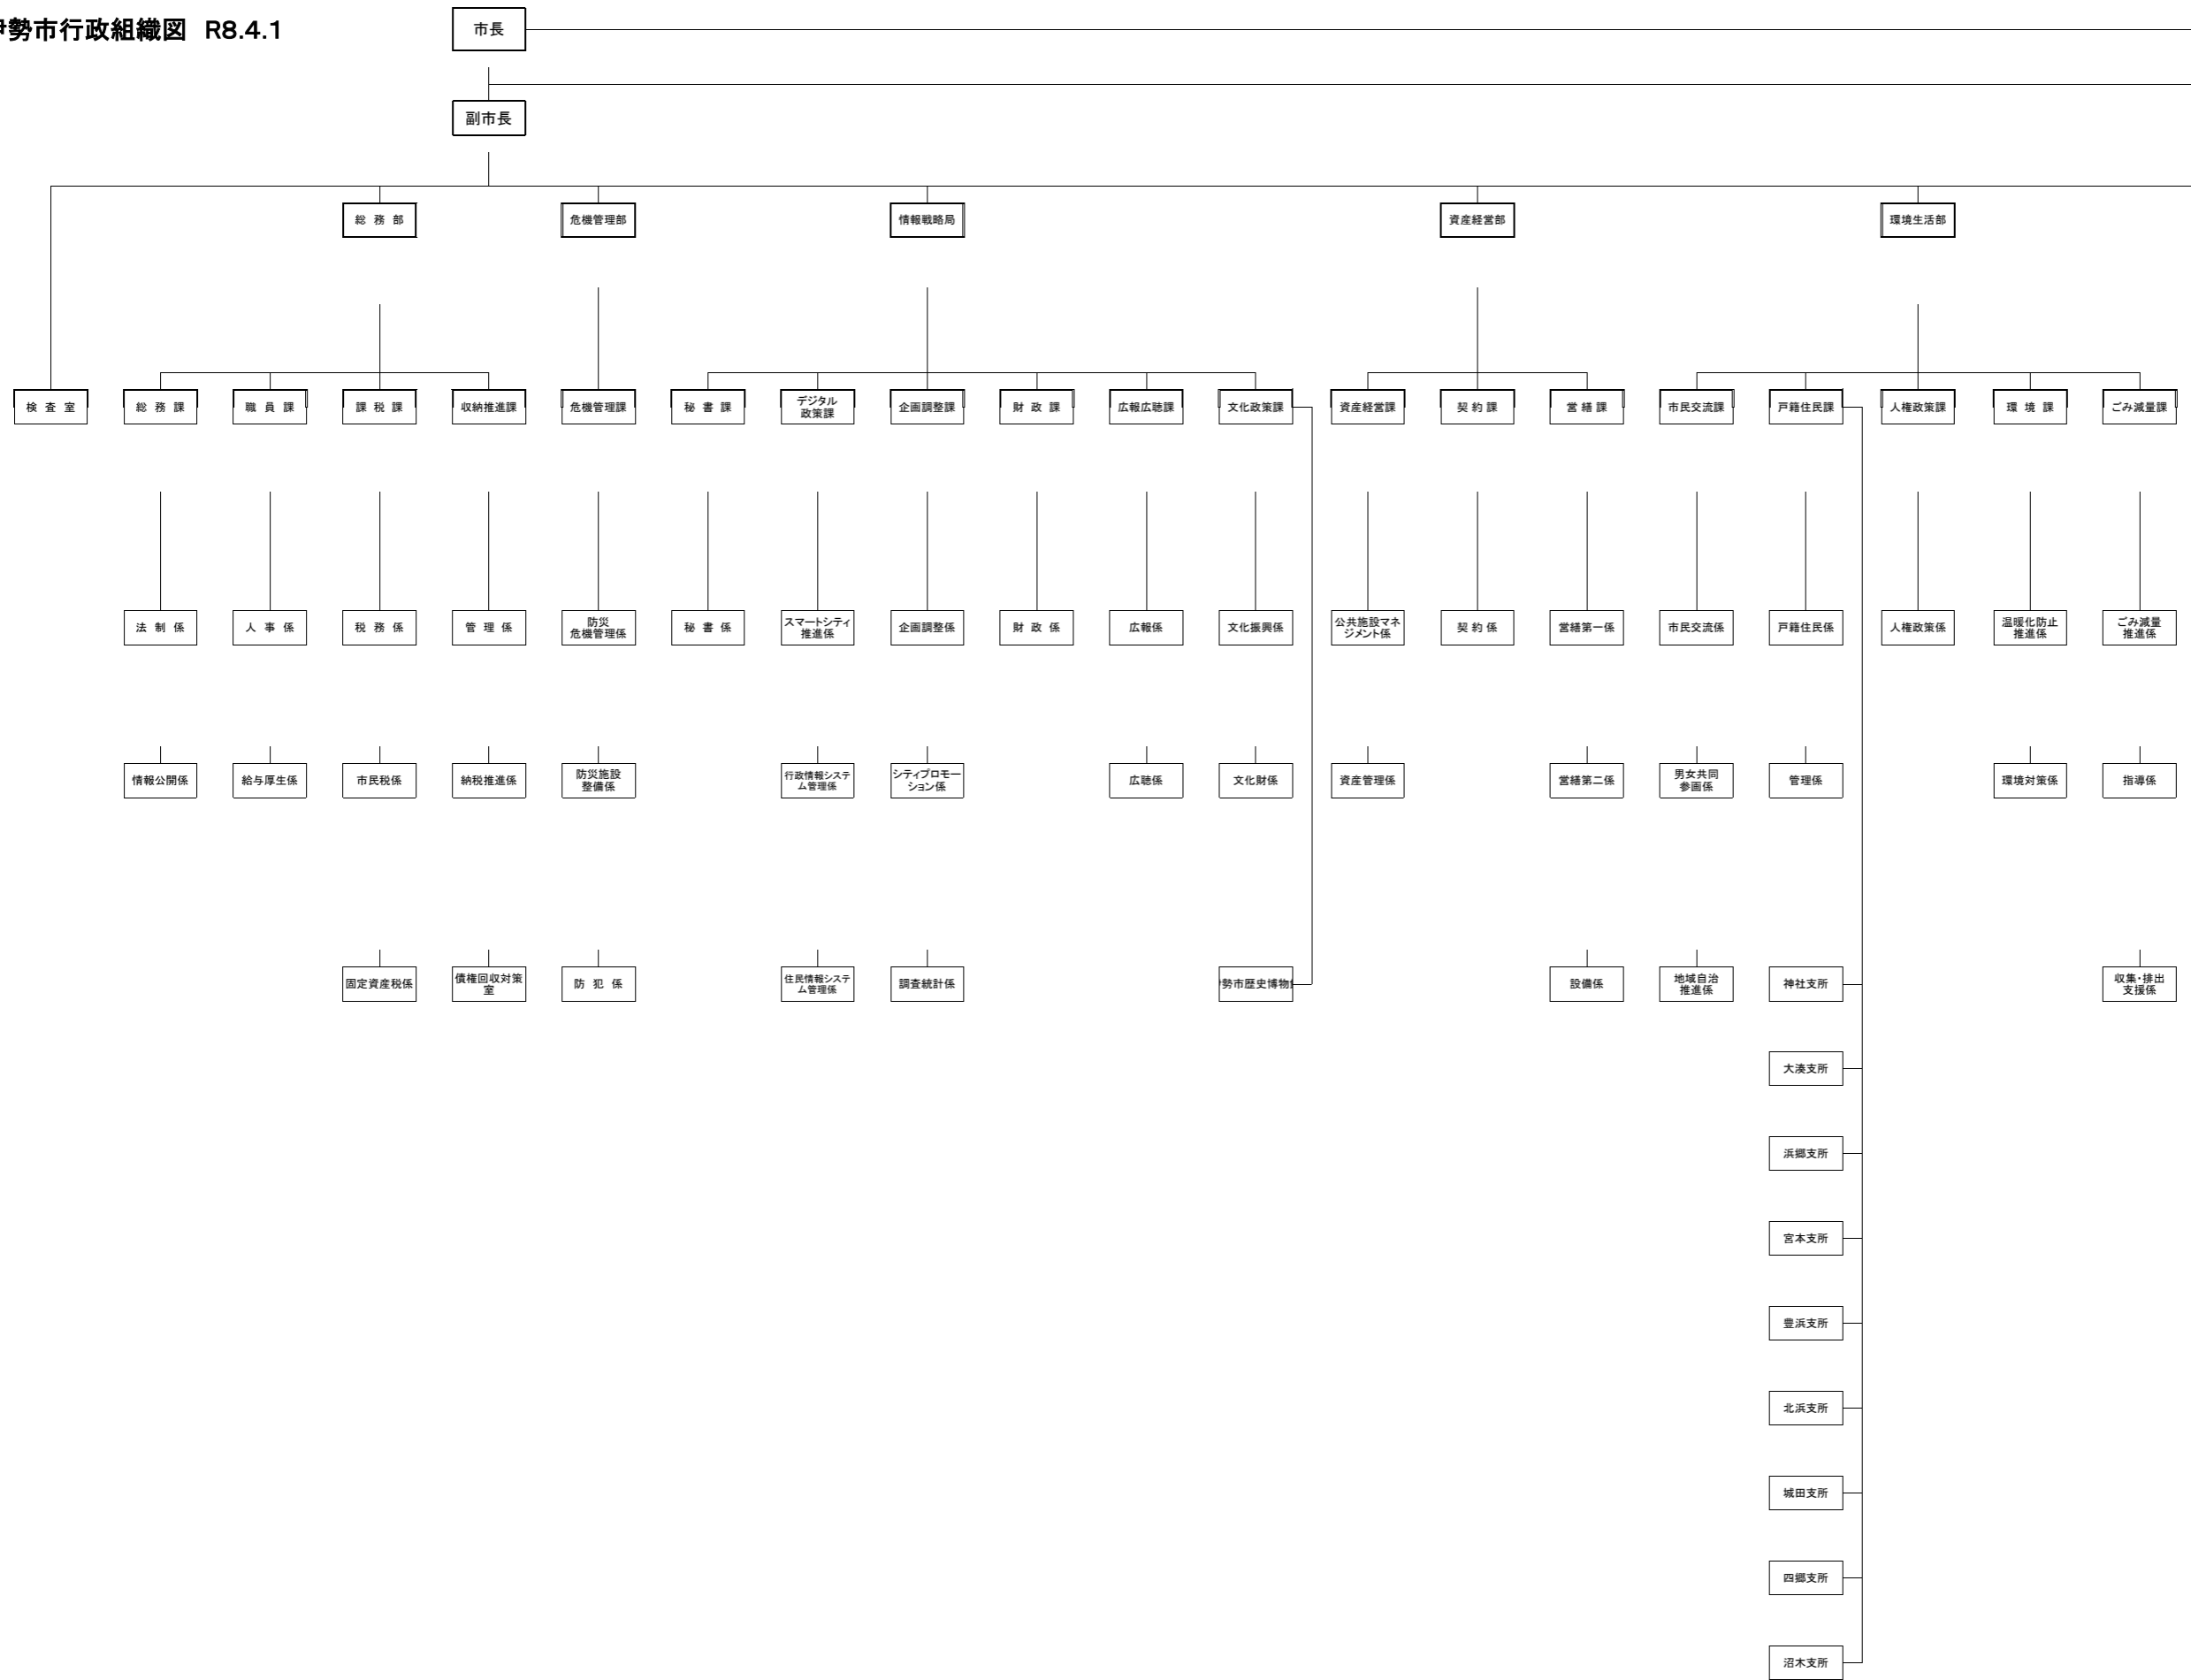 勢市行政組織図 R8.4.1
市長
副市長
総務部
危機管理部
情報戦略局
資産経営部
環境生活部
検査室
総務課
職員課
課税課
収納推進課
危機管理課
秘書課
デジタル
政策課
企画調整課
財政課
広報広聴課
文化政策課
資産経営課
契約課
営繕課
市民交流課
戸籍住民課
人権政策課
環境課
ごみ減量課
法制係
人事係
税務係
管理係
防災
危機管理係
秘書係
スマートシティ
推進係
企画調整係
財政係
広報係
文化振興係
公共施設マネ
ジメント係
契約係
営繕第一係
市民交流係
戸籍住民係
人権政策係
温暖化防止
推進係
ごみ減量
推進係
情報公開係
給与厚生係
市民税係
納税推進係
防災施設
整備係
行政情報システ
ム管理係
シティプロモー
ション係
広聴係
文化財係
資産管理係
営繕第二係
男女共同
参画係
管理係
環境対策係
指導係
固定資産税係
債権回収対策
室
防犯係
住民情報システ
ム管理係
調査統計係
勢市歴史博物
設備係
地域自治
推進係
神社支所
収集・排出
支援係
大湊支所
浜郷支所
宮本支所
豊浜支所
北浜支所
城田支所
四郷支所
沼木支所